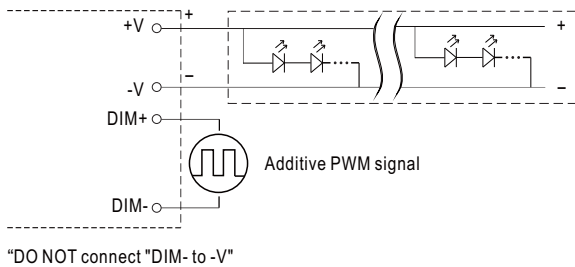 +V
+
+
-V
–
–
DIM+
Additive PWM signal
DIM-
“DO NOT connect "DIM- to -V"